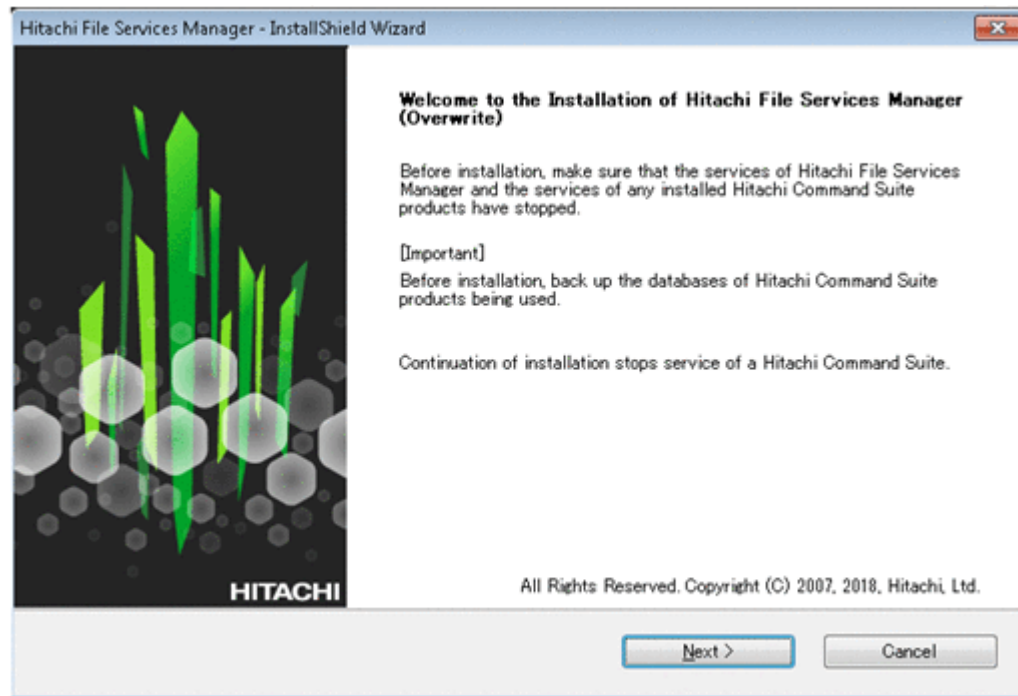 Hitachi File Services Manager - InstallShield Wizard
Welcome to the Installation of Hitachi File Services Manager
(Overwrite)
Before installation, make sure that the services of Hitachi File Services
Manager and the services of any installed Hitachi Command Suite
products have stopped.
[Important]
Before installation, back up the databases of Hitachi Command Suite
products being used.
Continuation of installation stops service of a Hitachi Command Suite.
HITACHI
All Rights Reserved. Copyright (C) 2007, 2018, Hitachi, Ltd.
Next >
Cancel